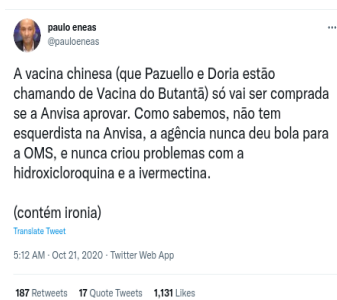 paulo eneas
@pauloeneas
A vacina chinesa (que Pazuello e Doria estão
chamando de Vacina do Butantã) só vai ser comprada
se a Anvisa aprovar. Como sabemos, não tem
esquerdista na Anvisa, a agência nunca deu bola para
a OMS, e nunca criou problemas com a
hidroxicloroquina e a ivermectina.
(contém ironia)
Translate Tweet
5:12 AM · Oct 21, 2020 · Twitter Web App
187 Retweets 17 Quote Tweets 1,131 Likes